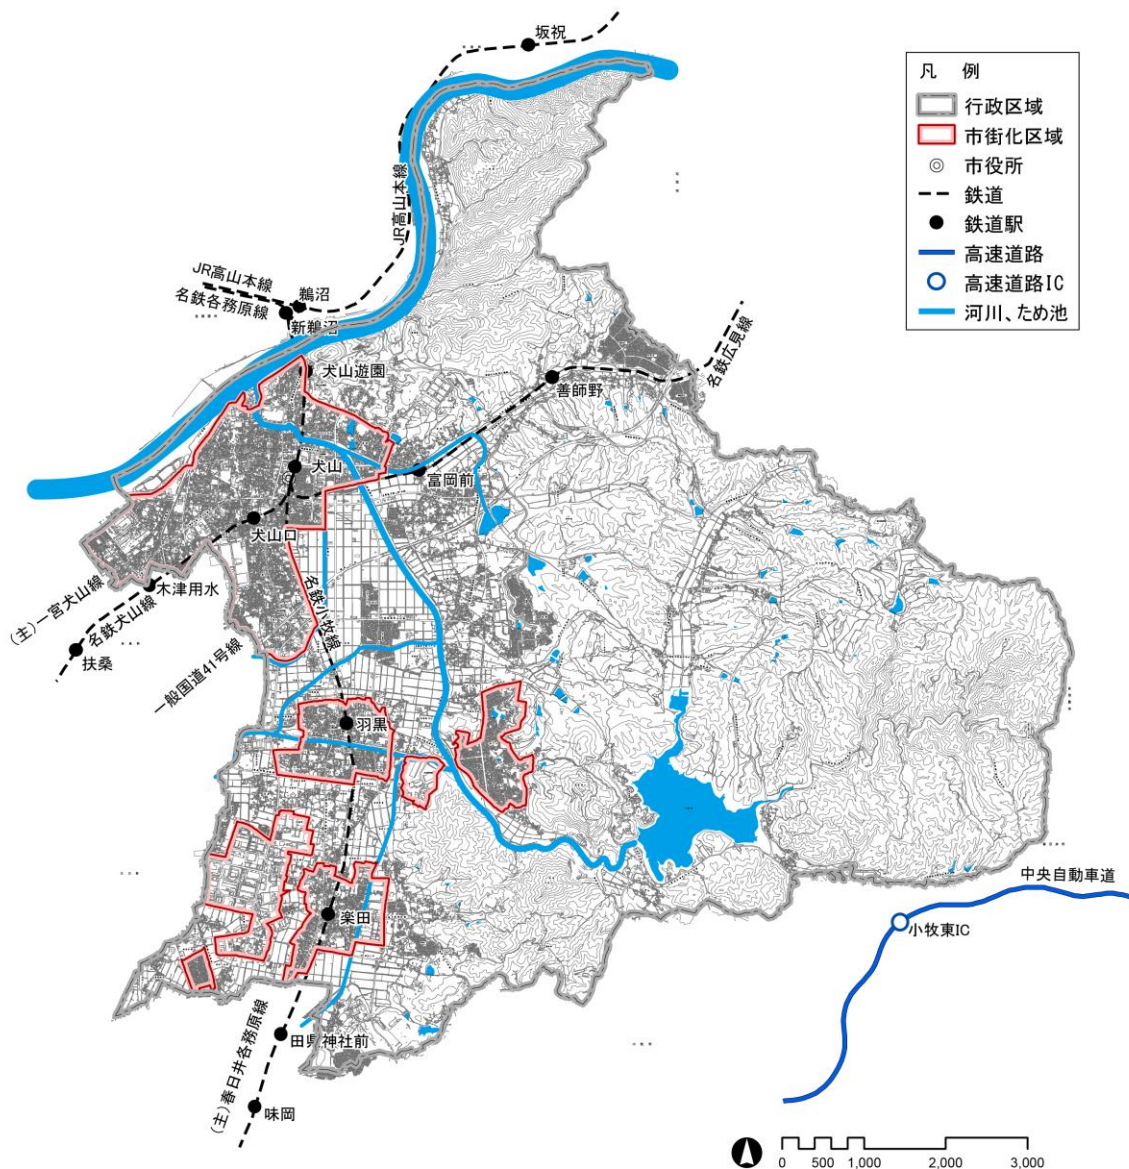 坂祝
凡 例
行政区域
市街化区域
市役所
鉄道
鉄道駅
高速道路
高速道路IC
河川、ため池
JR高山本線
JR高山本線
名鉄各務原線
鵜沼
新鵜沼
犬山遊園
善師野
名鉄広見線
犬山
富岡前
犬山口
木津用水
(主)一宮犬山線
名鉄犬山線
扶桑
一般国道41号線
名鉄小牧線
羽黒
楽田
中央自動車道
小牧東IC
田県神社前
(主)春日井各務原線
味岡
0 500 1,000 2,000 3,000